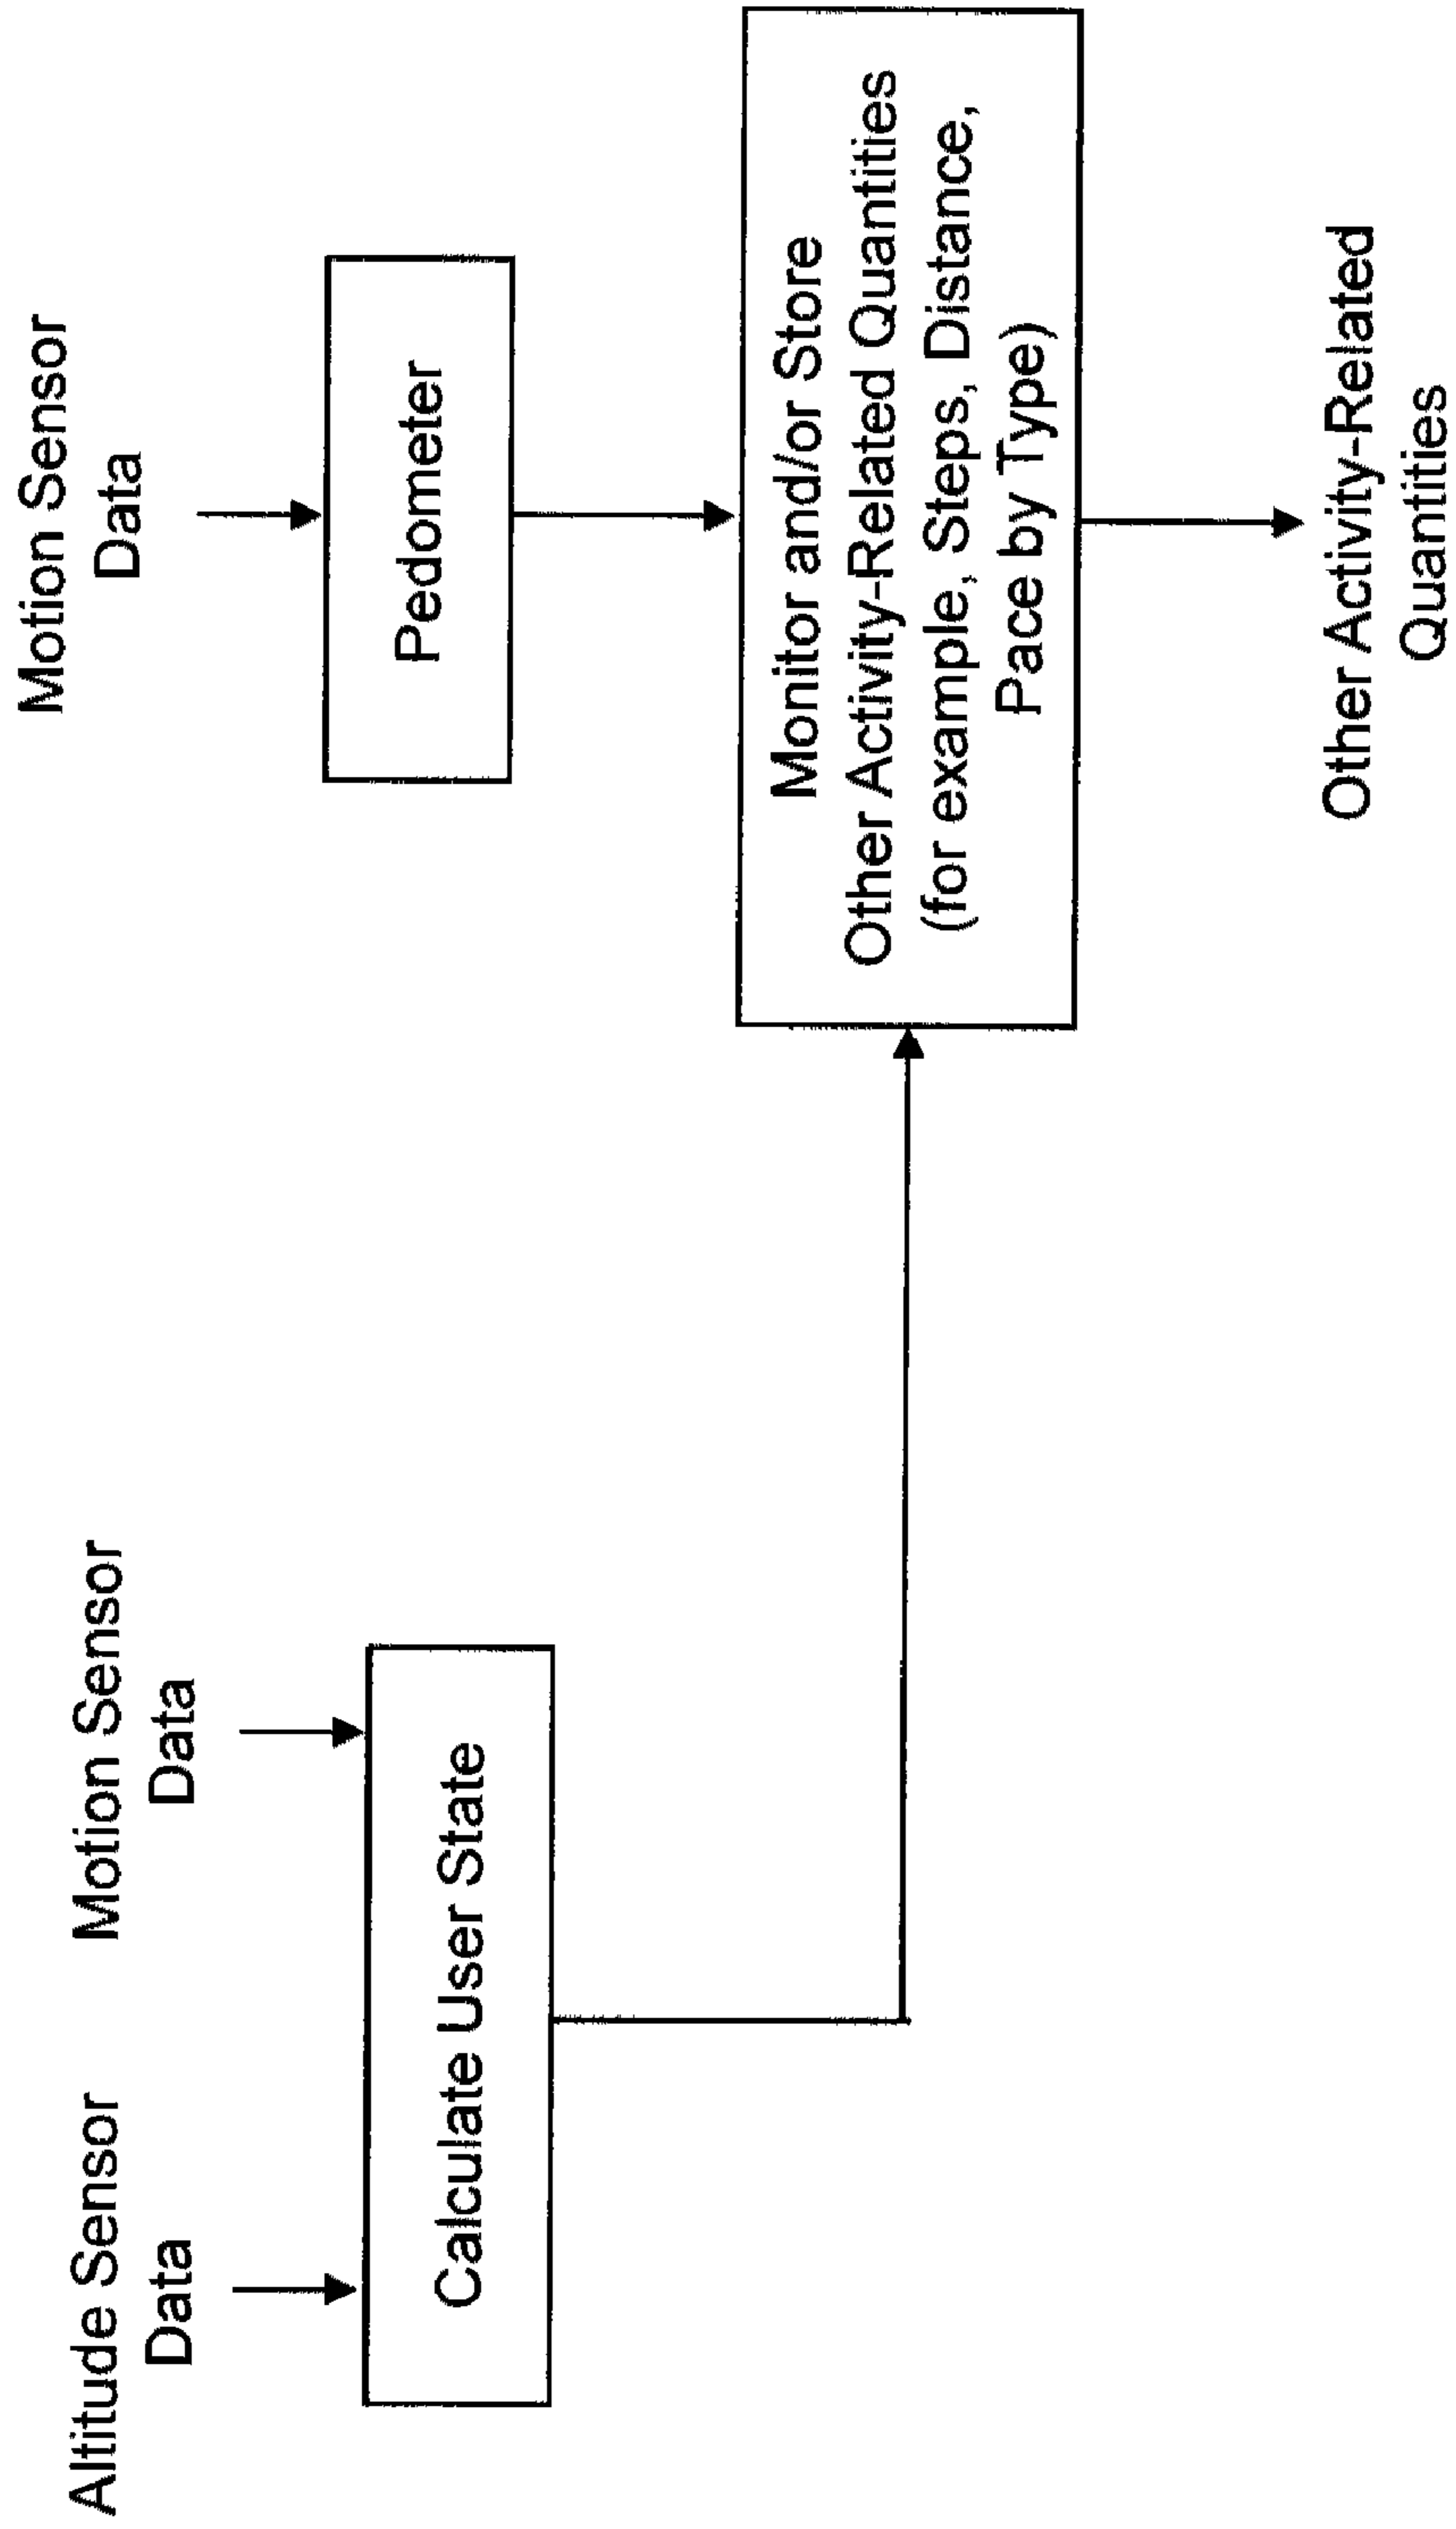 Altitude Sensor
Data
Motion Sensor
Data
Calculate User State
Motion Sensor
Data
Pedometer
Monitor and/or Store
Other Activity-Related Quantities
(for example, Steps, Distance,
Pace by Type)
Other Activity-Related
Quantities